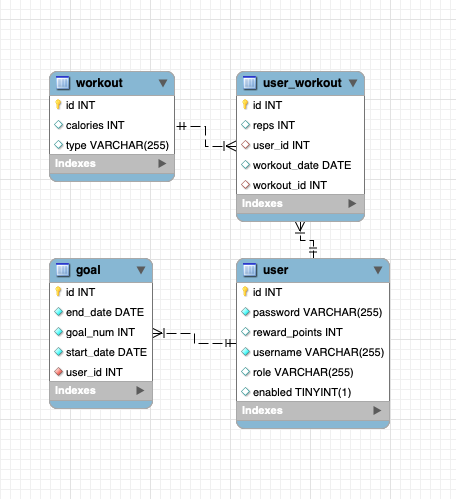 workout
id INT
calories INT
type VARCHAR(255)
Indexes
user_workout
id INT
reps INT
user_id INT
workout_date DATE
workout_id INT
Indexes
goal
id INT
end_date DATE
goal_num INT
start_date DATE
user_id INT
Indexes
user
id INT
password VARCHAR(255)
reward_points INT
username VARCHAR(255)
role VARCHAR(255)
enabled TINYINT(1)
Indexes